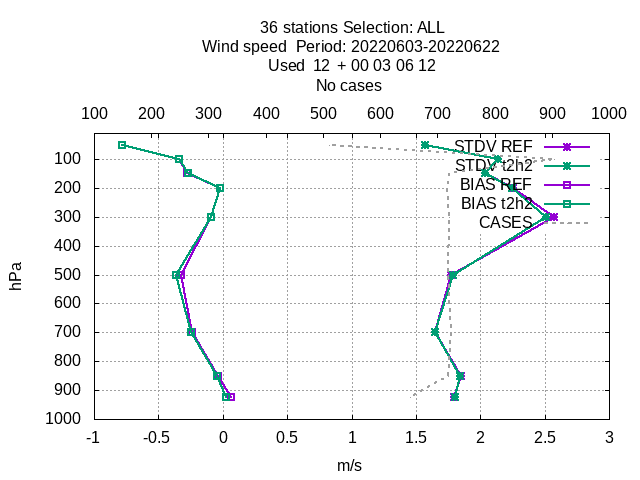 36 stations Selection: ALL
Wind speed  Period: 20220603-20220622
Used  12  + 00 03 06 12
No cases
100 200 300 400 500 600 700 800 900 1000
STDV REF
STDV t2h2
BIAS REF
BIAS t2h2
CASES
100
200
300
400
500
600
700
800
900
1000
hPa
-1 -0.5 0 0.5 1 1.5 2 2.5 3
m/s